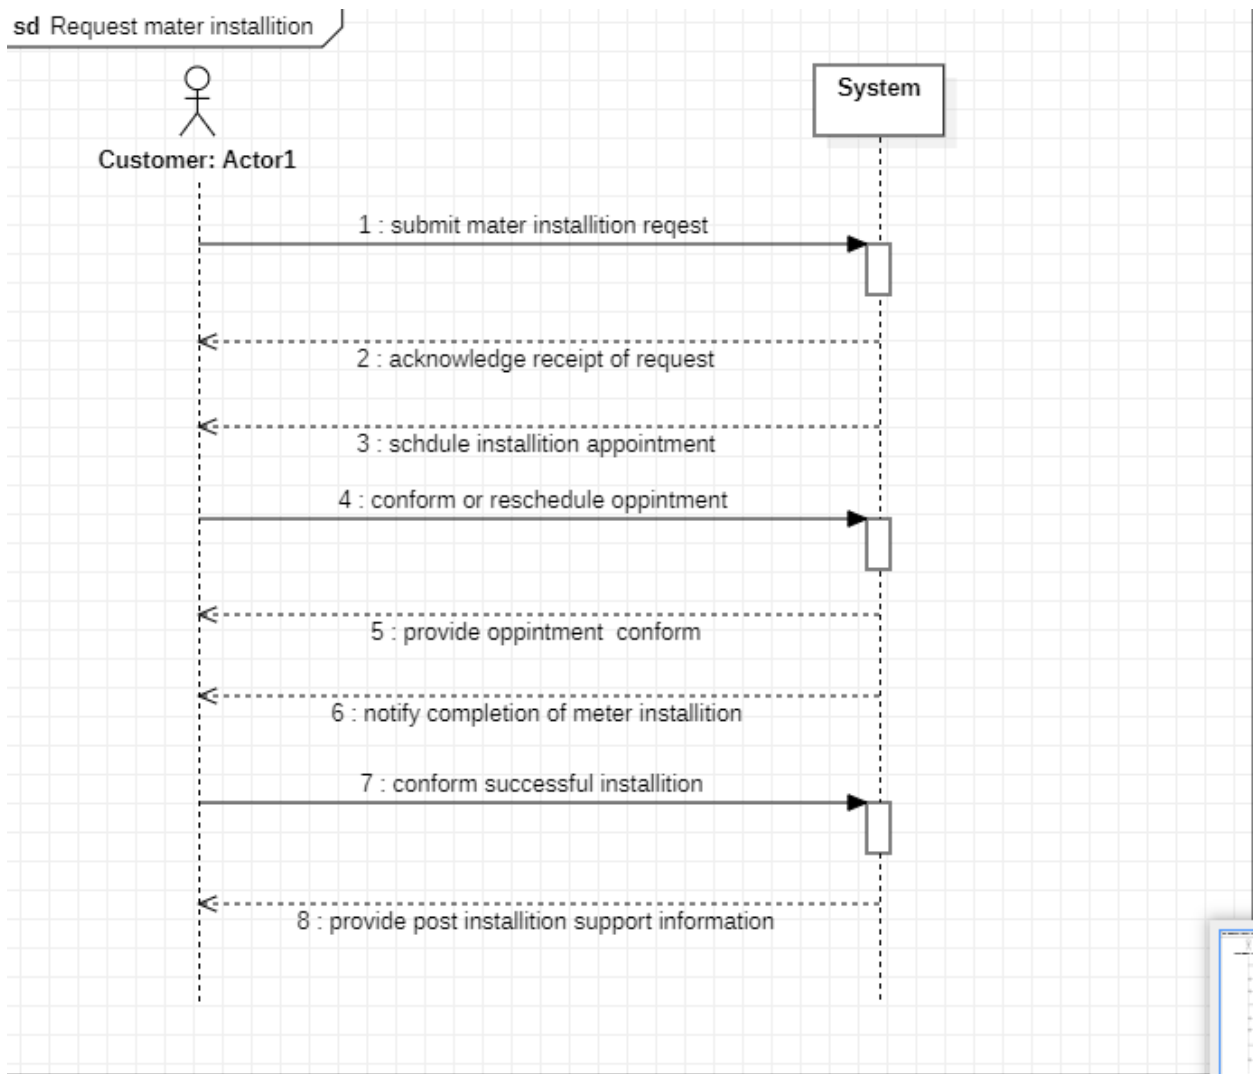 sd Request mater installition
System
Customer: Actor1
1 : submit mater installition reqest
2 : acknowledge receipt of request
3 : schdule installition appointment
4 : conform or reschedule oppintment
5 : provide oppintment  conform
6 : notify completion of meter installition
7 : conform successful installition
8 : provide post installition support information